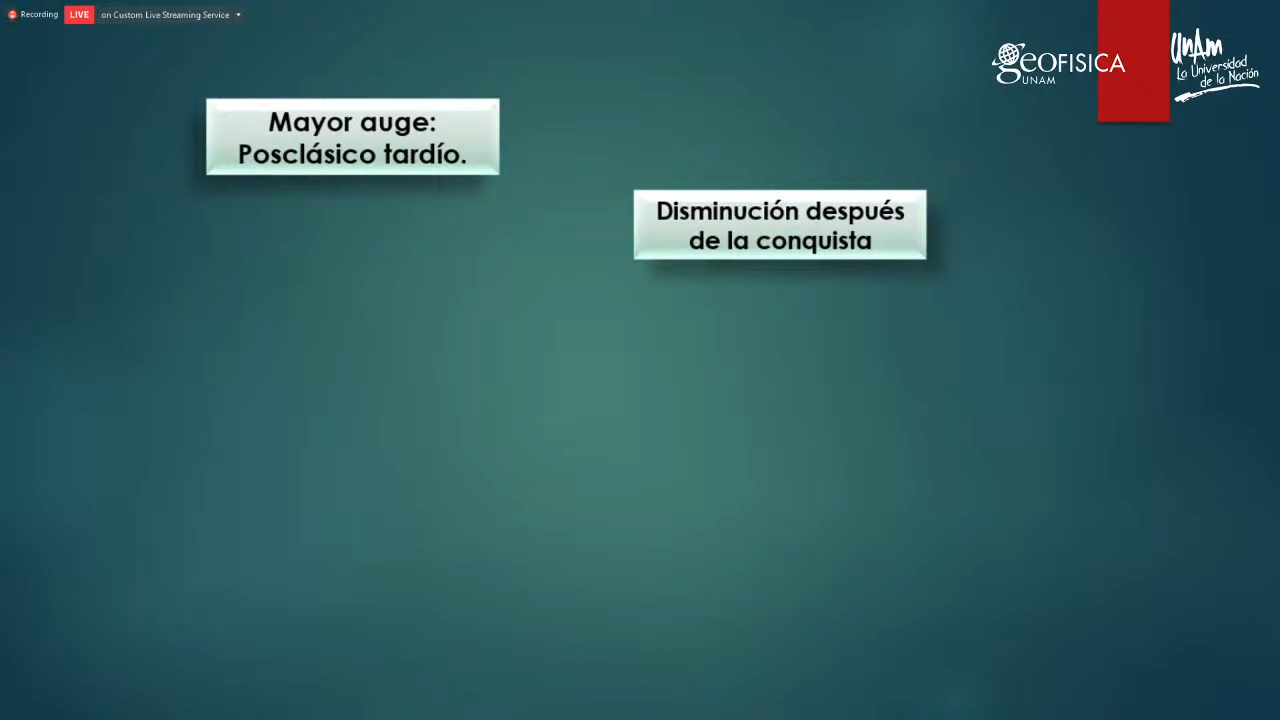 Recording LIVE on Custom Live Streaming Service
GEOFISICA
UNAM
UNAM
La Universidad
de la Nación
Mayor auge:
Posclásico tardío.
Disminución después
de la conquista